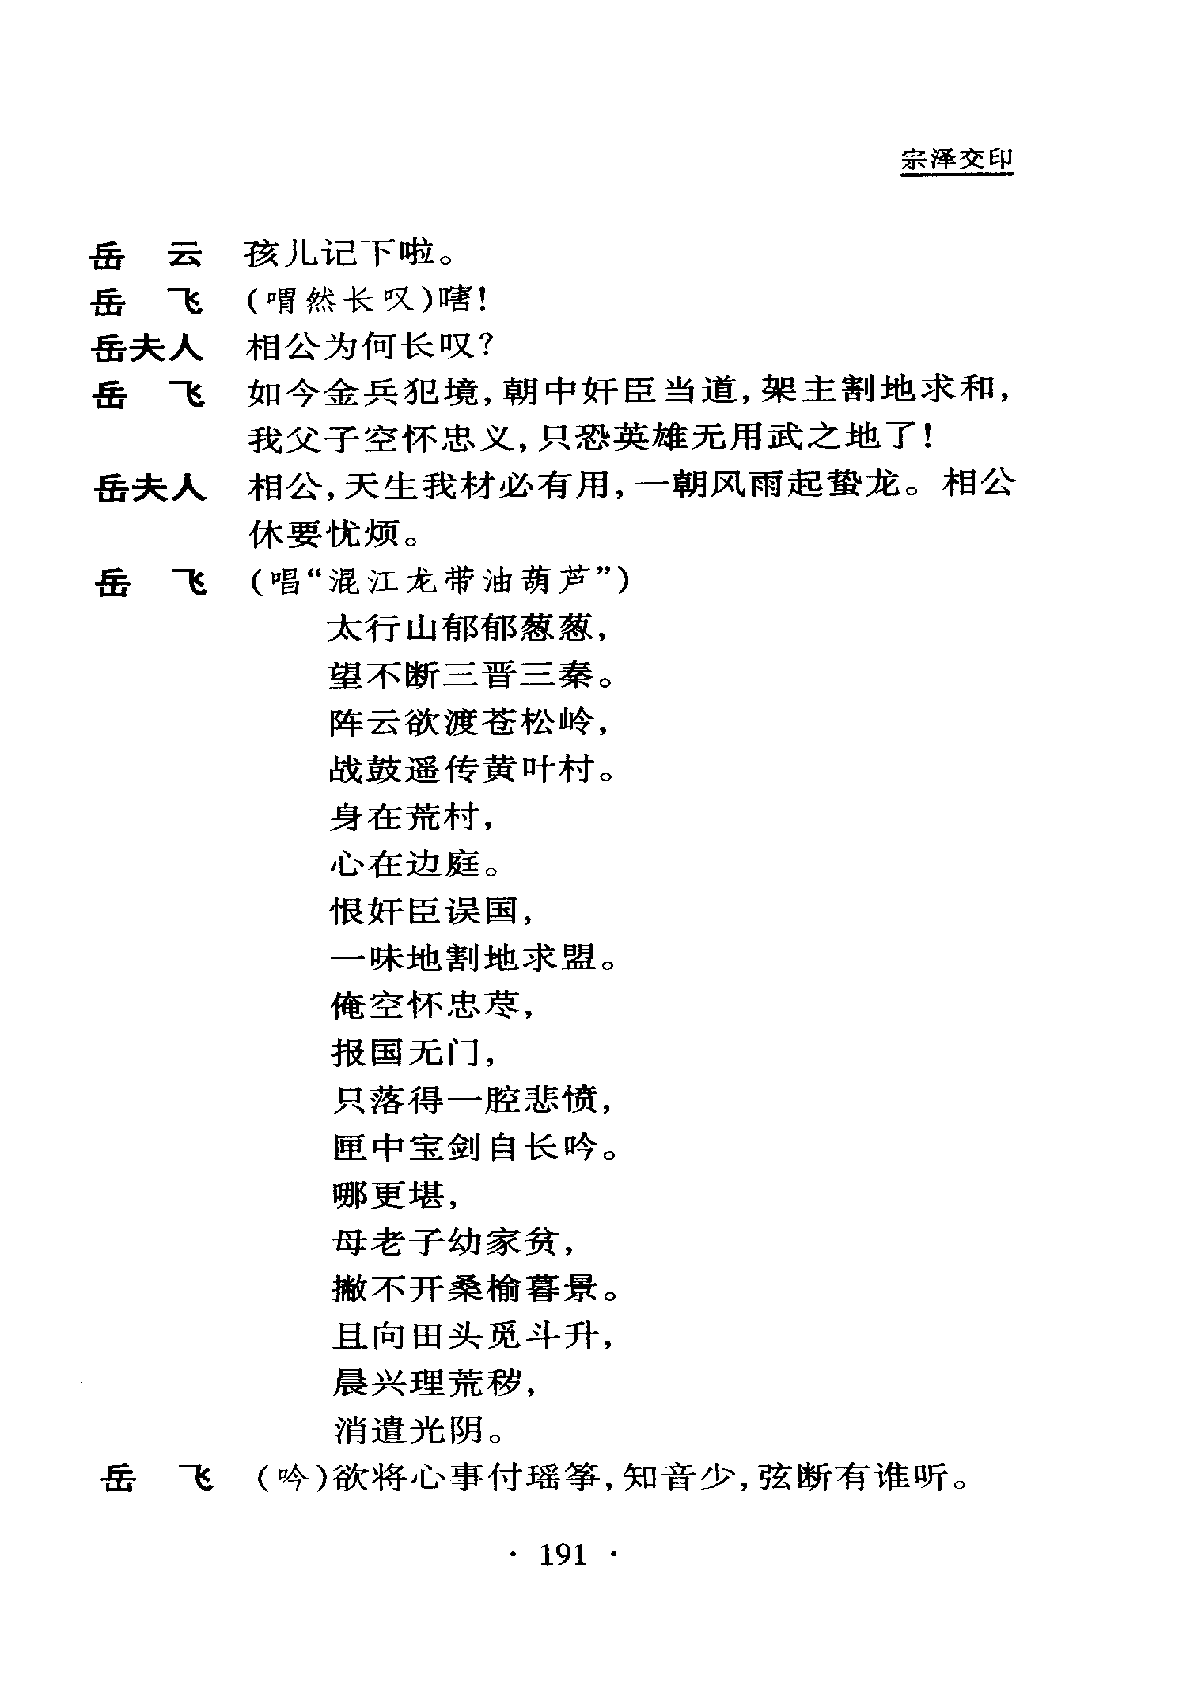 宗泽交印
岳　云　孩儿记下啦。
岳　飞　(喟然长叹)嗐!
岳夫人　相公为何长叹?
岳　飞　如今金兵犯境,朝中奸臣当道,架主割地求和,
我父子空怀忠义,只恐英雄无用武之地了!
岳夫人　相公,天生我材必有用,一朝风雨起蛰龙。相公
休要忧烦。
岳　飞　(唱“混江龙带油葫芦”)
太行山郁郁葱葱,
望不断三晋三秦。
阵云欲渡苍松岭,
战鼓遥传黄叶村。
身在荒村,
心在边庭。
恨奸臣误国,
一味地割地求盟。
俺空怀忠荩,
报国无门,
只落得一腔悲愤,
匣中宝剑自长吟。
哪更堪,
母老子幼家贫,
撇不开桑榆暮景。
且向田头觅斗升,
晨兴理荒秽,
消遣光阴。
岳　飞　(吟)欲将心事付瑶筝,知音少,弦断有谁听。
· 191 ·